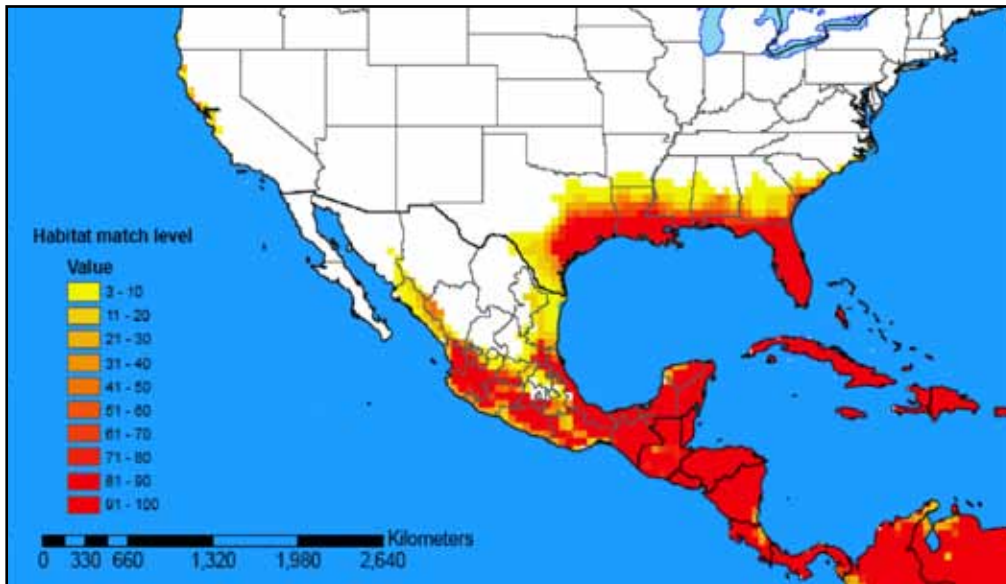 Habitat match level
Value
3 - 10
11 - 20
21 - 30
31 - 40
41 - 50
51 - 60
61 - 70
71 - 80
81 - 90
91 - 100
Kilometers
0 330 660 1,320 1,980 2,640